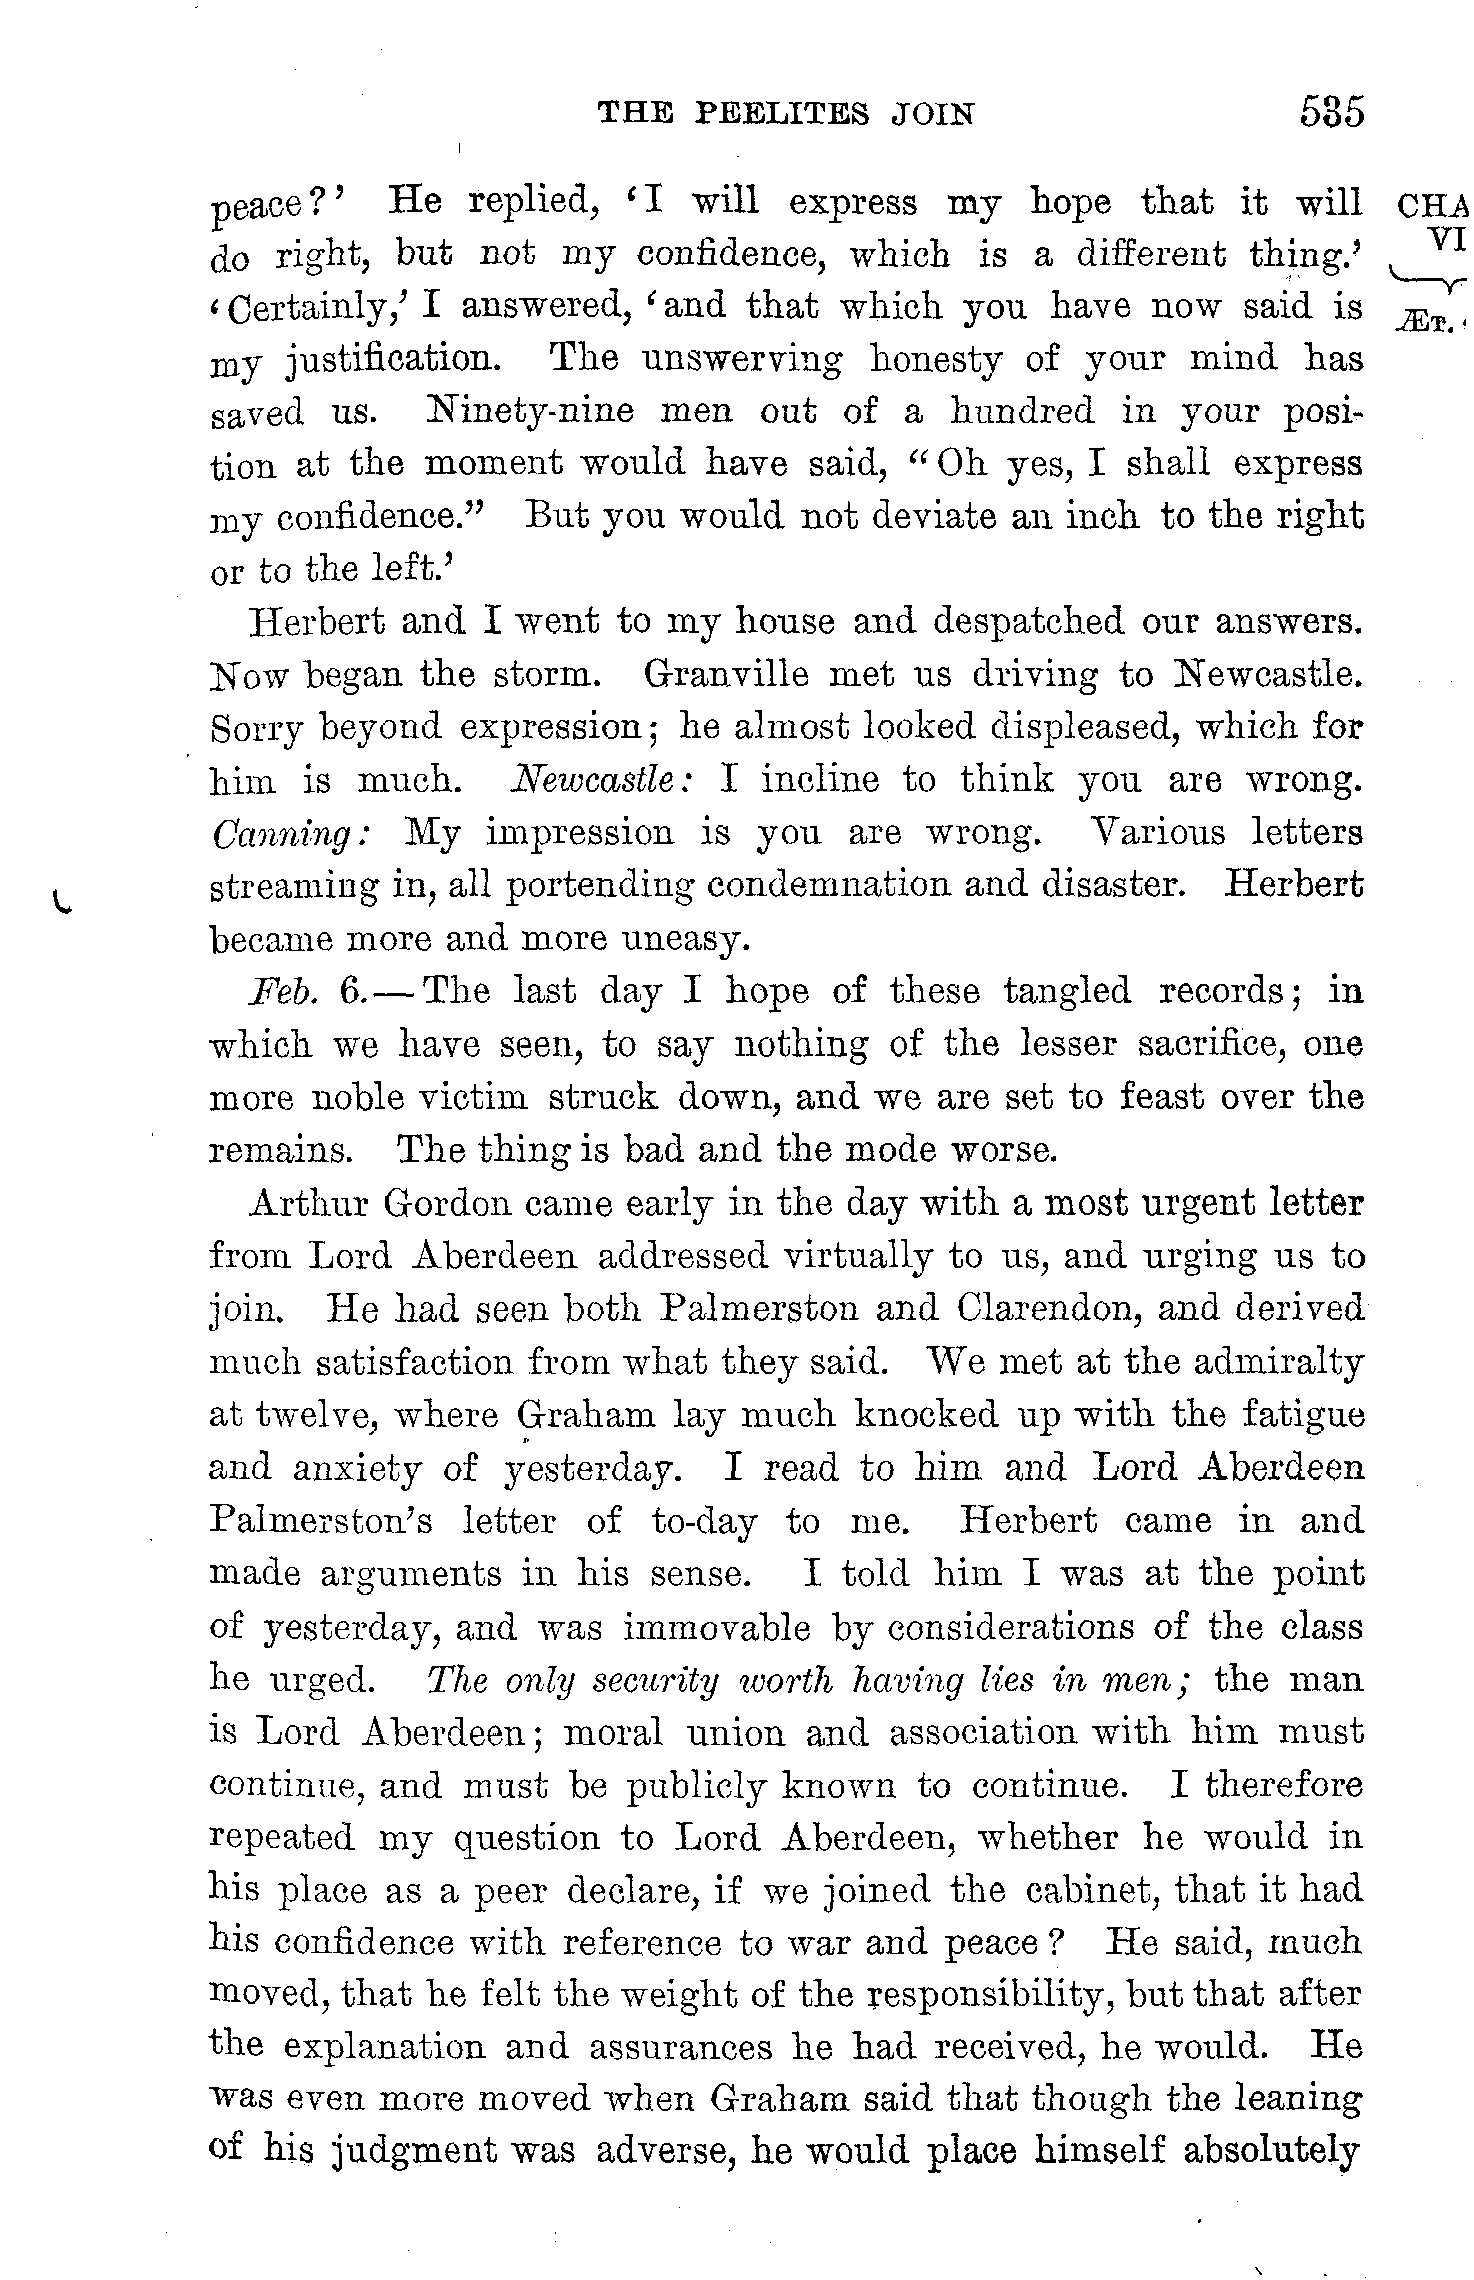 THE PEELITES JOIN 535
peace?' He replied, 'I will express my hope that it will
do right, but not my confidence, which is a different thing.'
'Certainly,' I answered, 'and that which you have now said is
my justification. The unswerving honesty of your mind has
saved us. Ninety-nine men out of a hundred in your posi-
tion at the moment would have said, "Oh yes, I shall express
my confidence." But you would not deviate an inch to the right
or to the left.'
Herbert and I went to my house and despatched our answers.
Now began the storm. Granville met us driving to Newcastle.
Sorry beyond expression; he almost looked displeased, which for
him is much. Newcastle: I incline to think you are wrong.
Canning: My impression is you are wrong. Various letters
streaming in, all portending condemnation and disaster. Herbert
became more and more uneasy.
Feb. 6.—The last day I hope of these tangled records; in
which we have seen, to say nothing of the lesser sacrifice, one
more noble victim struck down, and we are set to feast over the
remains. The thing is bad and the mode worse.
Arthur Gordon came early in the day with a most urgent letter
from Lord Aberdeen addressed virtually to us, and urging us to
join. He had seen both Palmerston and Clarendon, and derived
much satisfaction from what they said. We met at the admiralty
at twelve, where Graham lay much knocked up with the fatigue
and anxiety of yesterday. I read to him and Lord Aberdeen
Palmerston's letter of to-day to me. Herbert came in and
made arguments in his sense. I told him I was at the point
of yesterday, and was immovable by considerations of the class
he urged. The only security worth having lies in men; the man
is Lord Aberdeen; moral union and association with him must
continue, and must be publicly known to continue. I therefore
repeated my question to Lord Aberdeen, whether he would in
his place as a peer declare, if we joined the cabinet, that it had
his confidence with reference to war and peace? He said, much
moved, that he felt the weight of the responsibility, but that after
the explanation and assurances he had received, he would. He
was even more moved when Graham said that though the leaning
of his judgment was adverse, he would place himself absolutely
CHA
VI
ÆT.